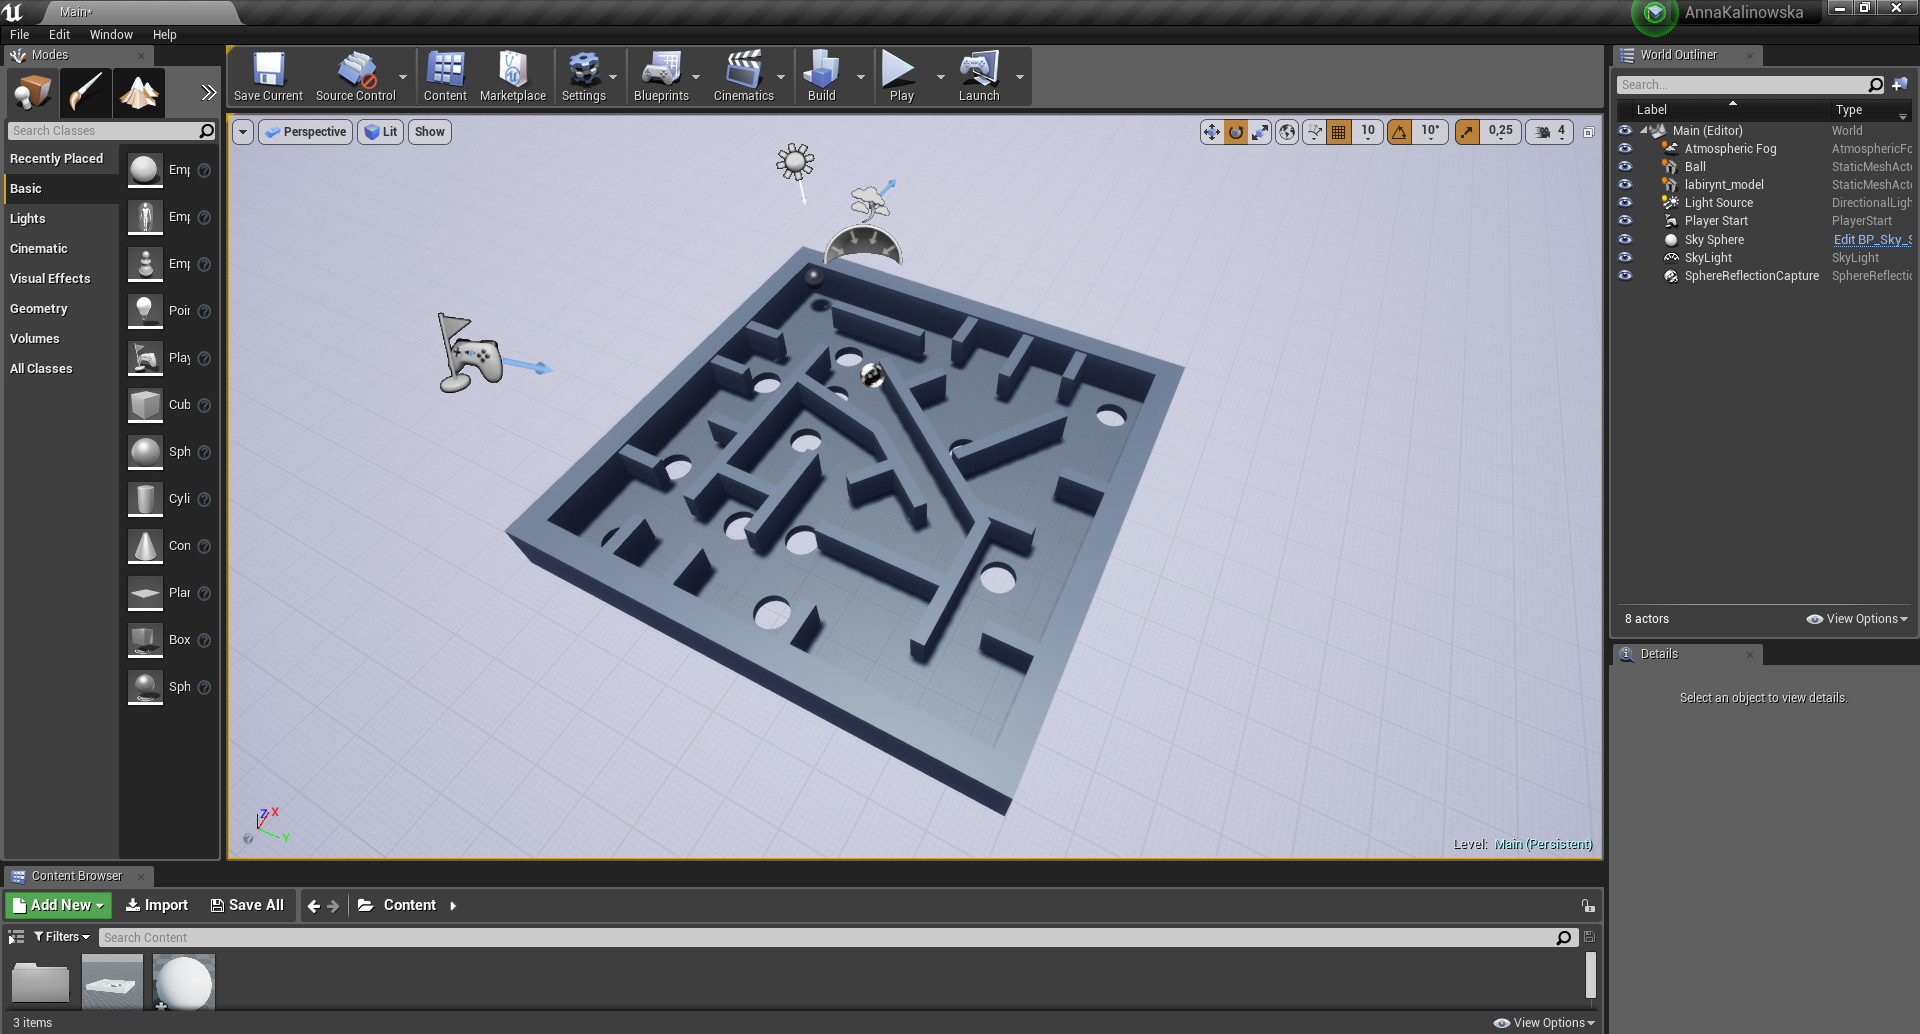 Main*
AnnaKalinowska
File Edit Window Help
Modes
Search Classes
Recently Placed
Basic
Lights
Cinematic
Visual Effects
Geometry
Volumes
All Classes
Emp
Emp
Emp
Poin
Play
Cub
Sph
Cyli
Con
Plan
Box
Sph
Save Current Source Control Content Marketplace Settings Blueprints Cinematics Build Play Launch
Perspective Lit Show
10 10° 0,25 4
Z X
Y
Level: Main (Persistent)
World Outliner
Search...
Label Type
Main (Editor) World
Atmospheric Fog AtmosphericFo
Ball StaticMeshActo
labirynt_model StaticMeshActo
Light Source DirectionalLigh
Player Start PlayerStart
Sky Sphere Edit BP_Sky_S
SkyLight SkyLight
SphereReflectionCapture SphereReflectic
8 actors View Options
Details
Select an object to view details.
Content Browser
Add New Import Save All Content
Filters Search Content
3 items View Options